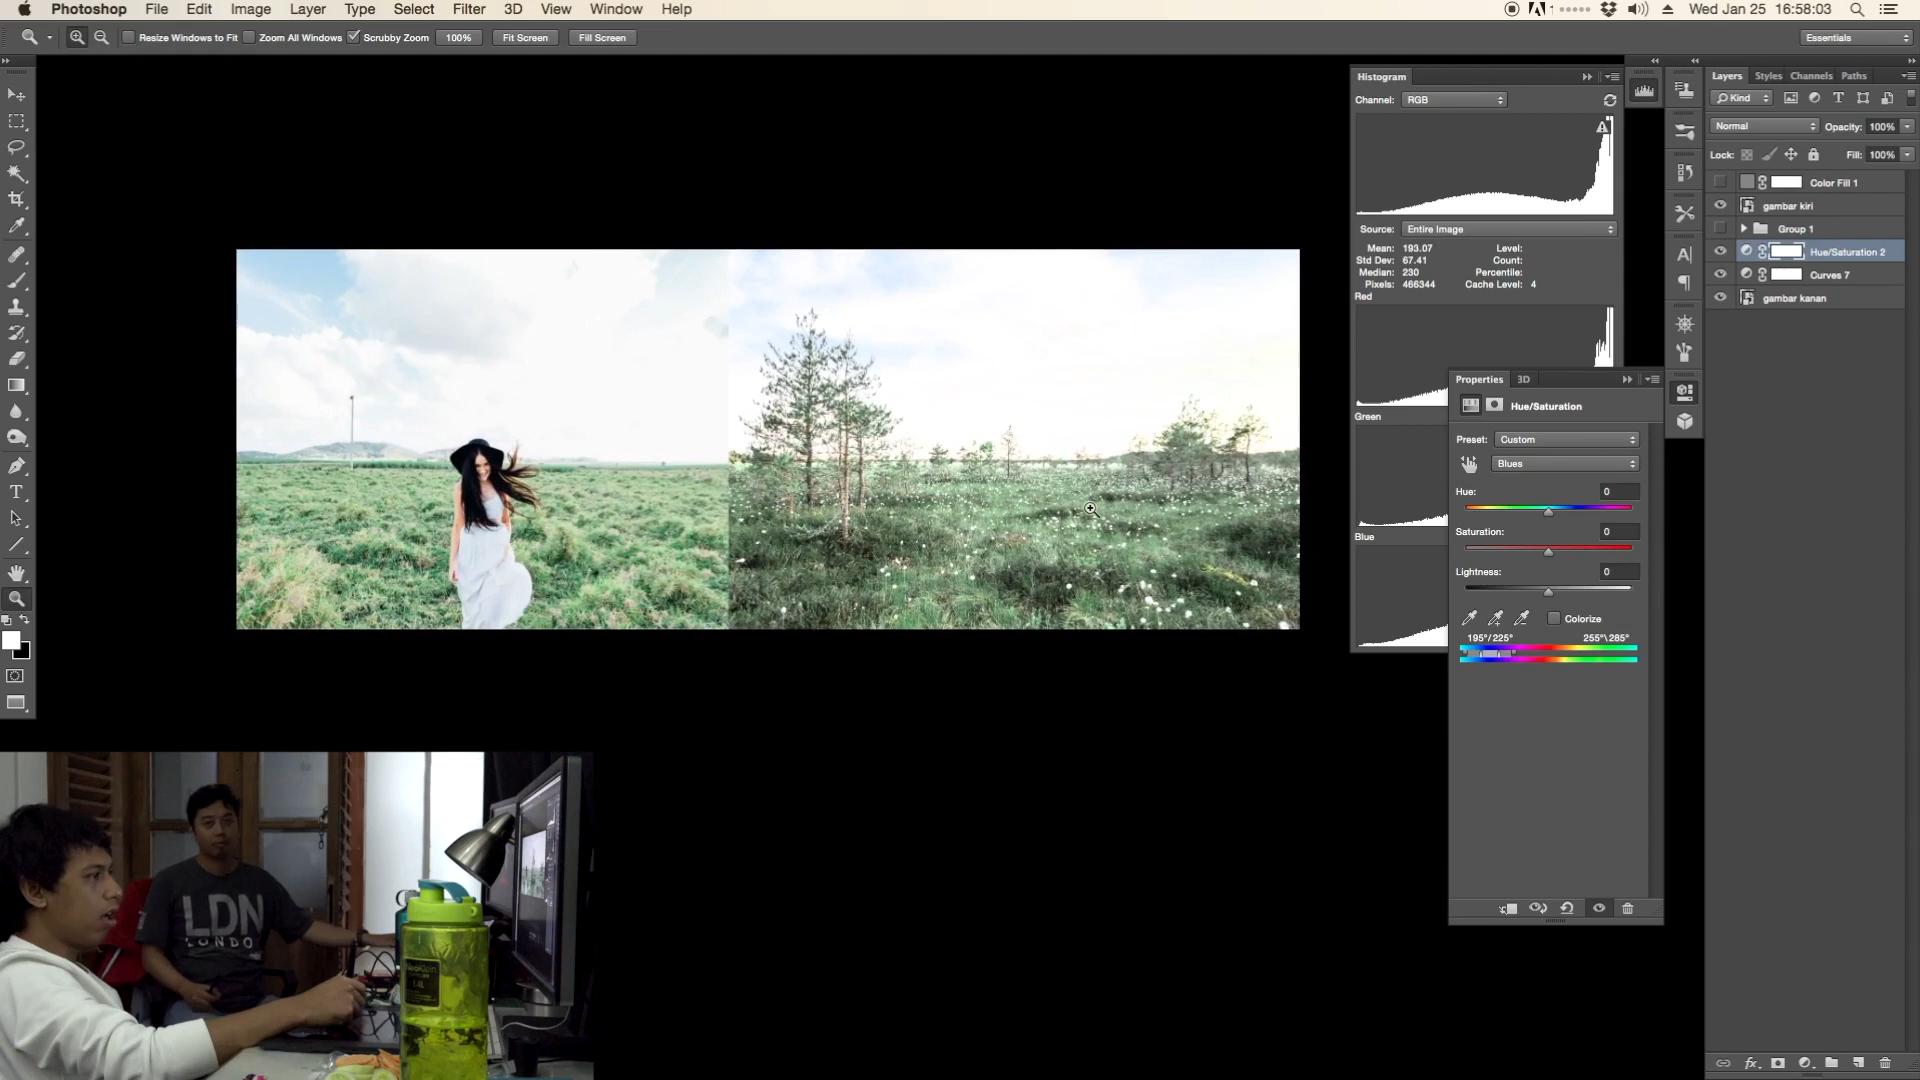 Photoshop File Edit Image Layer Type Select Filter 3D View Window Help
1 Wed Jan 25 16:58:03
Resize Windows to Fit Zoom All Windows Scrubby Zoom 100% Fit Screen Fill Screen Essentials
Histogram
Channel: RGB
Source: Entire Image
Mean: 193.07 Level:
Std Dev: 67.41 Count:
Median: 230 Percentile:
Pixels: 466344 Cache Level: 4
Red
Green
Blue
Properties 3D
Hue/Saturation
Preset: Custom
Blues
Hue: 0
Saturation: 0
Lightness: 0
Colorize
195°/225° 255°\285°
Layers Styles Channels Paths
Kind
Normal Opacity: 100%
Lock: Fill: 100%
Color Fill 1
gambar kiri
Group 1
Hue/Saturation 2
Curves 7
gambar kanan
LDN
LONDO